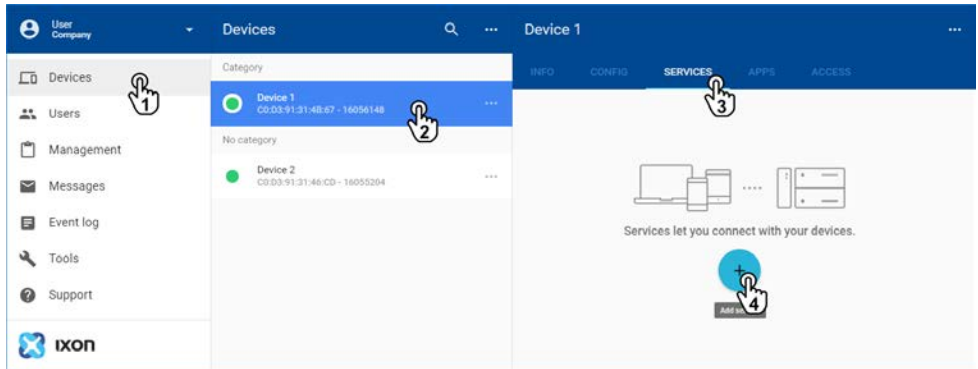 User
Company
Devices
Device 1
Devices
1
Users
Management
Messages
Event log
Tools
Support
IXON
Category
Device 1
C0:D3:91:31:4B:67 - 16056148
2
No category
Device 2
C0:D3:91:31:46:CD - 16055204
INFO
CONFIG
SERVICES
APPS
ACCESS
3
Services let you connect with your devices.
+
4
Add